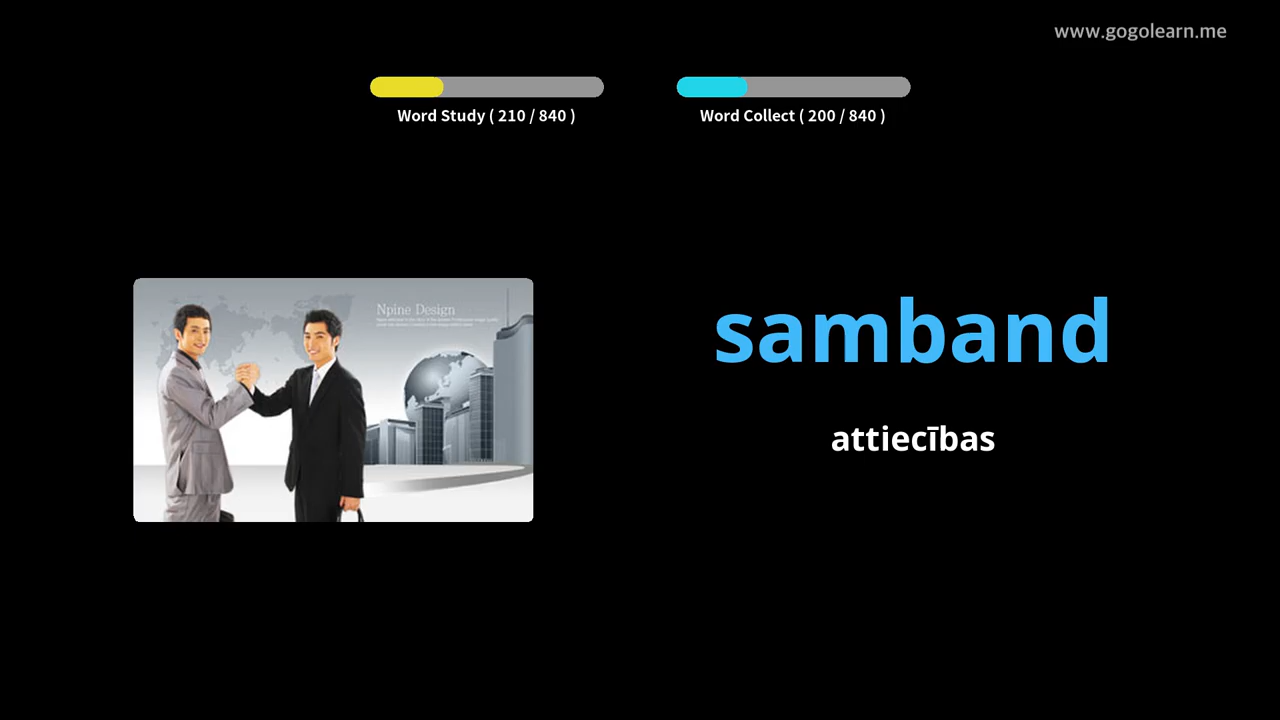 www.gogolearn.me
Word Study ( 210 / 840 )
Word Collect ( 200 / 840 )
Npine Design
samband
attiecības